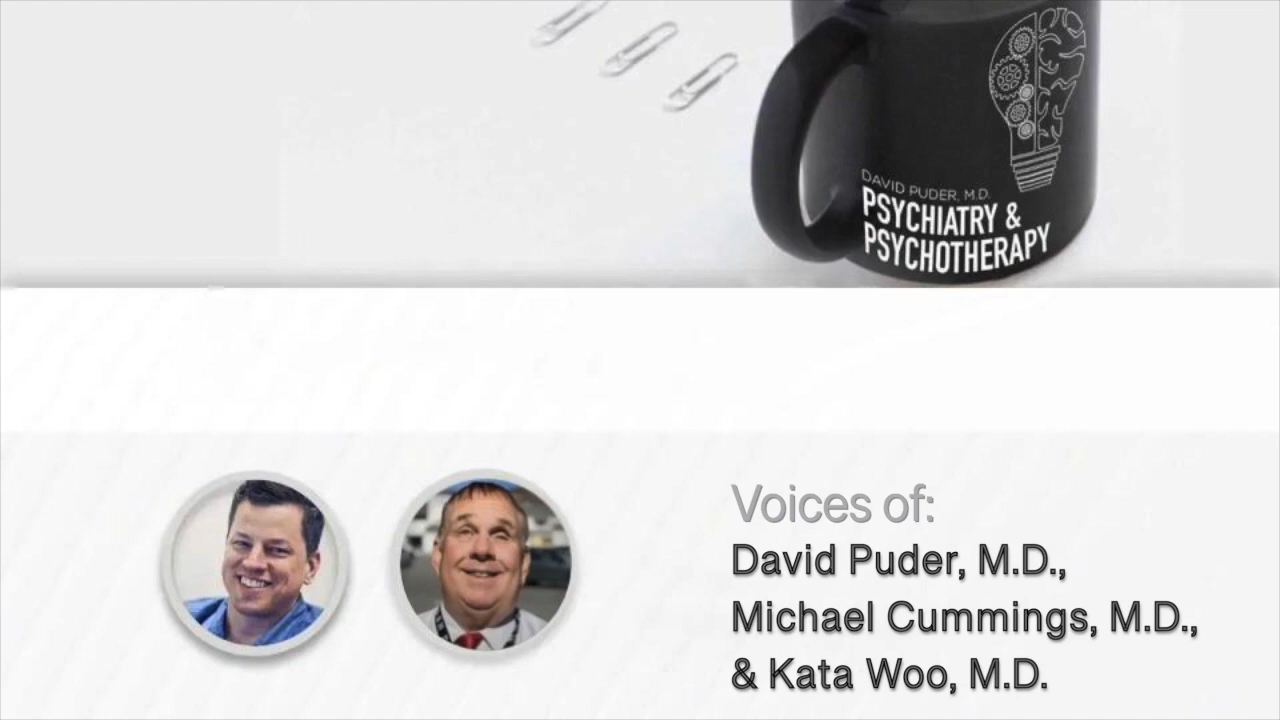 DAVID PUDER, M.D.
PSYCHIATRY &
PSYCHOTHERAPY
Voices of:
David Puder, M.D.,
Michael Cummings, M.D.,
& Kata Woo, M.D.